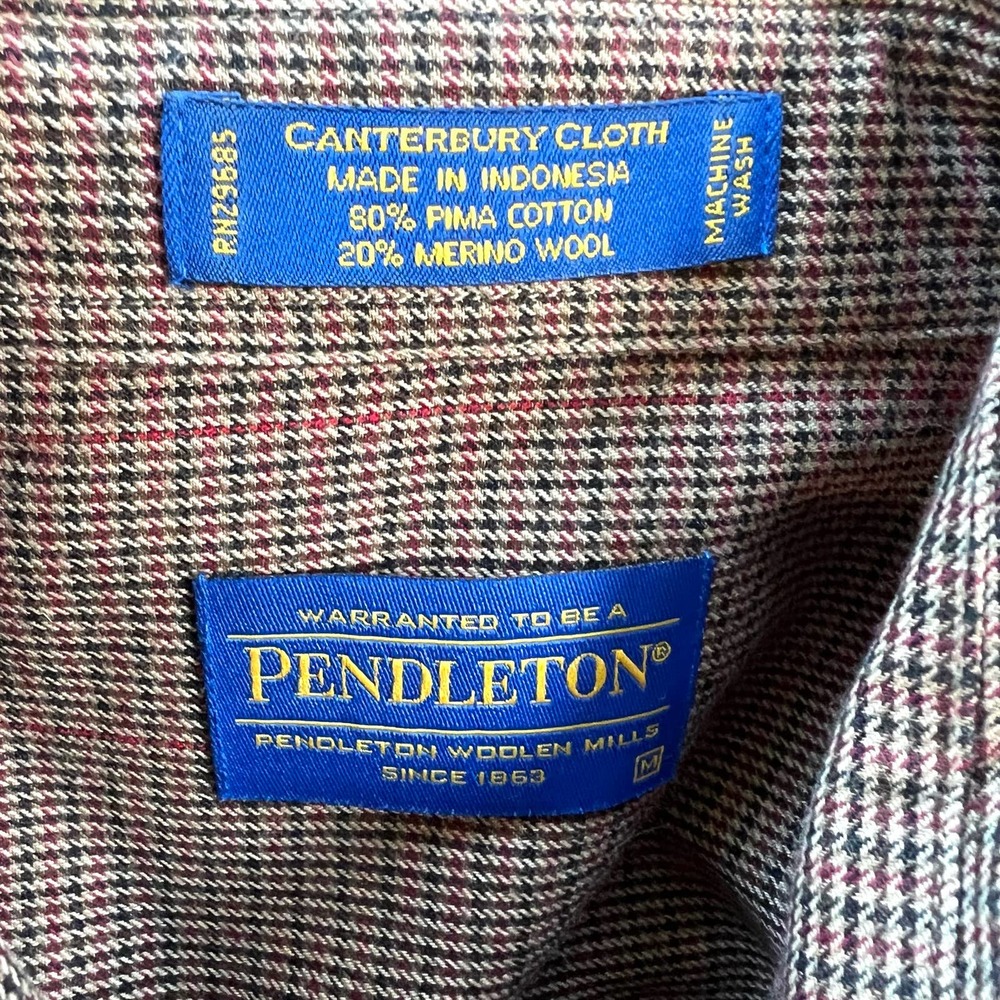 RN29685
CANTERBURY CLOTH
MADE IN INDONESIA
80% PIMA COTTON
20% MERINO WOOL
MACHINE
WASH
WARRANTED TO BE A
PENDLETON®
PENDLETON WOOLEN MILLS
SINCE 1863
M